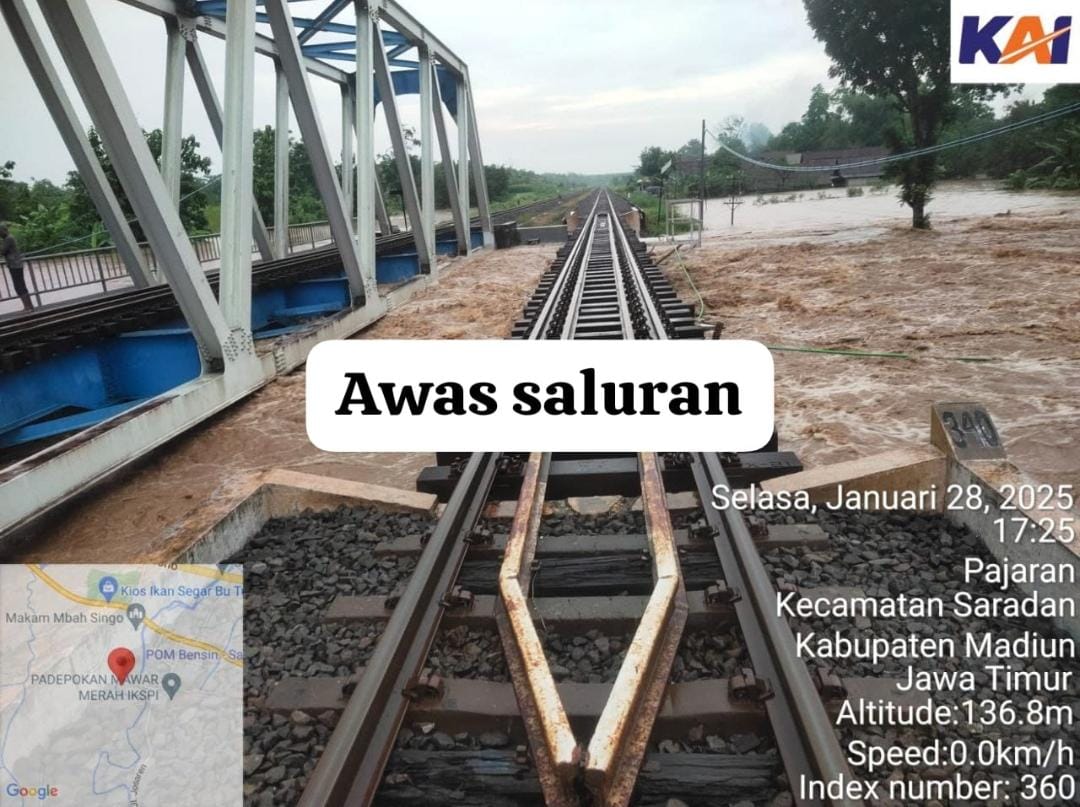 KAI
Awas saluran
340
Selasa, Januari 28, 2025
17:25
Pajaran
Kecamatan Saradan
Kabupaten Madiun
Jawa Timur
Altitude:136.8m
Speed:0.0km/h
Index number: 360
Kios Ikan Segar Bu
Makam Mbah Singo
POM Bensin - Sa
PADEPOKAN MAWAR
MERAH IKSPI
Google